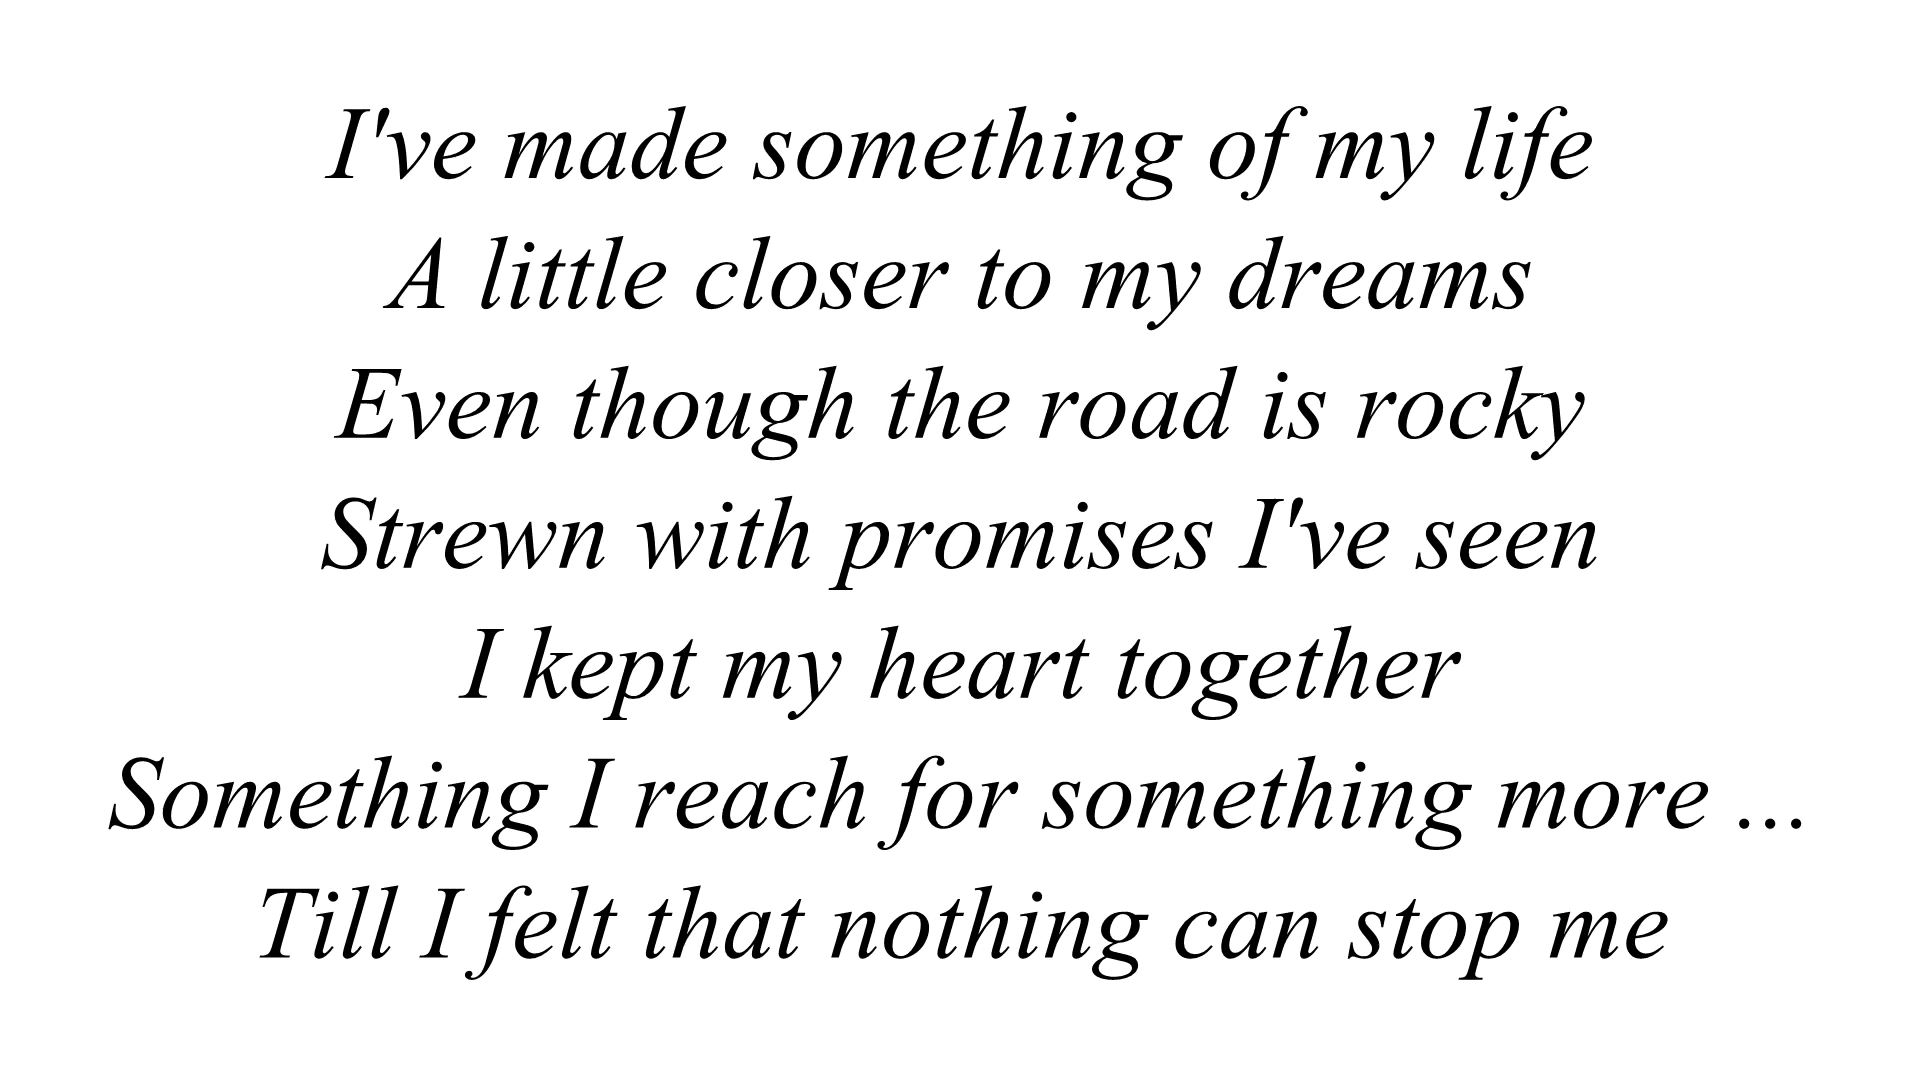 I've made something of my life
A little closer to my dreams
Even though the road is rocky
Strewn with promises I've seen
I kept my heart together
Something I reach for something more ...
Till I felt that nothing can stop me